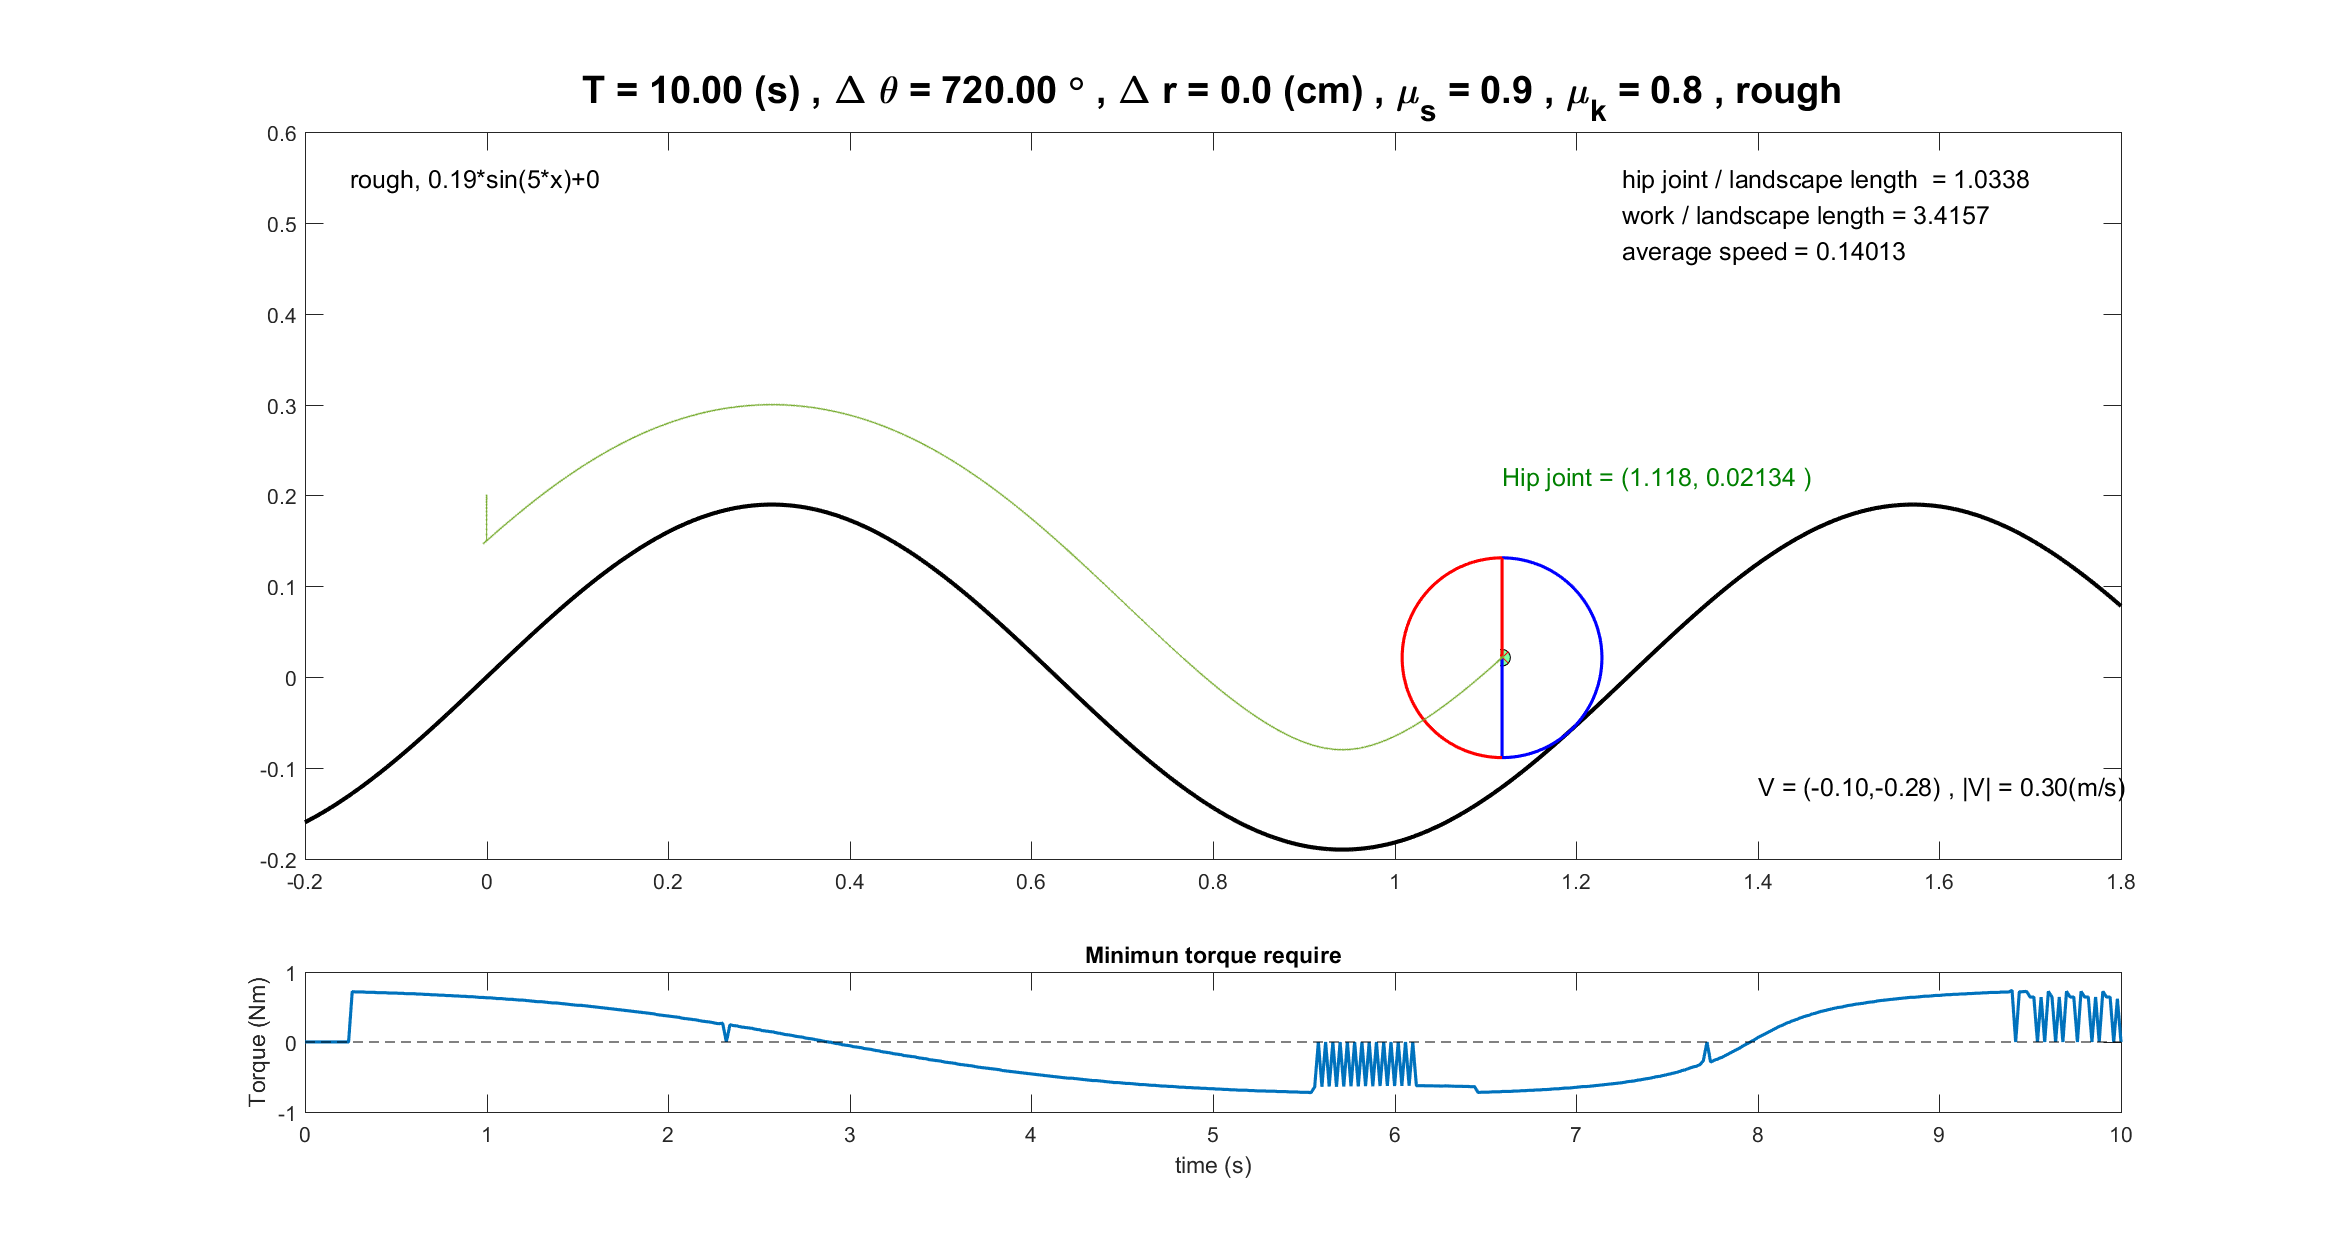 T = 10.00 (s) , Δ θ = 720.00 ° , Δ r = 0.0 (cm) , μs = 0.9 , μk = 0.8 , rough
0.6
0.5
0.4
0.3
0.2
0.1
0
-0.1
-0.2
rough, 0.19*sin(5*x)+0
hip joint / landscape length = 1.0338
work / landscape length = 3.4157
average speed = 0.14013
Hip joint = (1.118, 0.02134 )
V = (-0.10,-0.28) , |V| = 0.30(m/s)
-0.2 0 0.2 0.4 0.6 0.8 1 1.2 1.4 1.6 1.8
Minimun torque require
Torque (Nm)
1
0
-1
0 1 2 3 4 5 6 7 8 9 10
time (s)